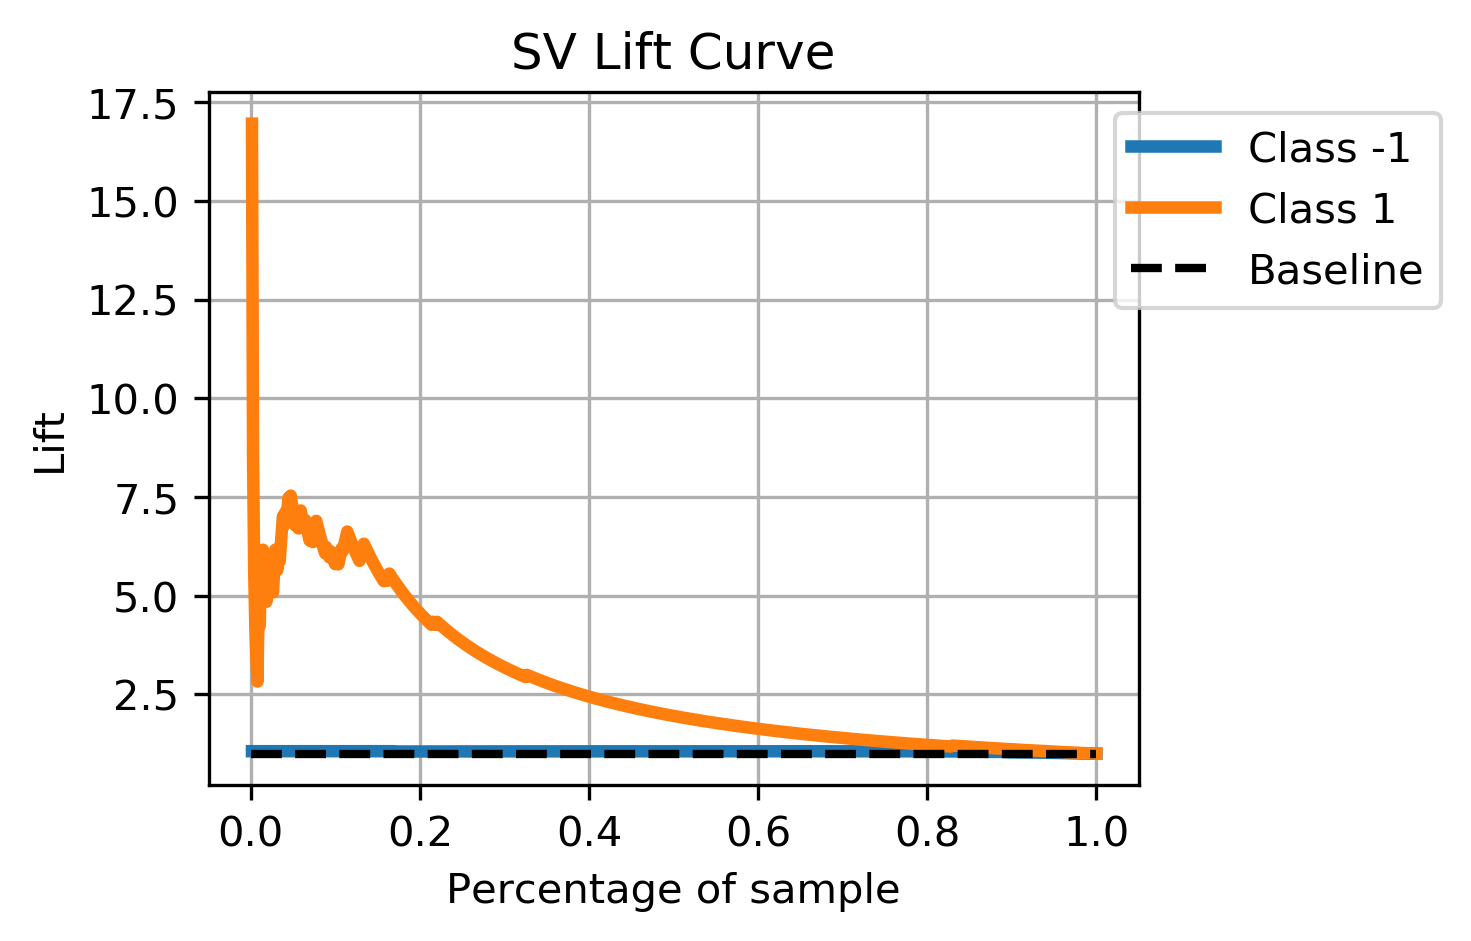 SV Lift Curve
17.5
15.0
12.5
10.0
7.5
5.0
2.5
Lift
0.0 0.2 0.4 0.6 0.8 1.0
Percentage of sample
Class -1
Class 1
Baseline